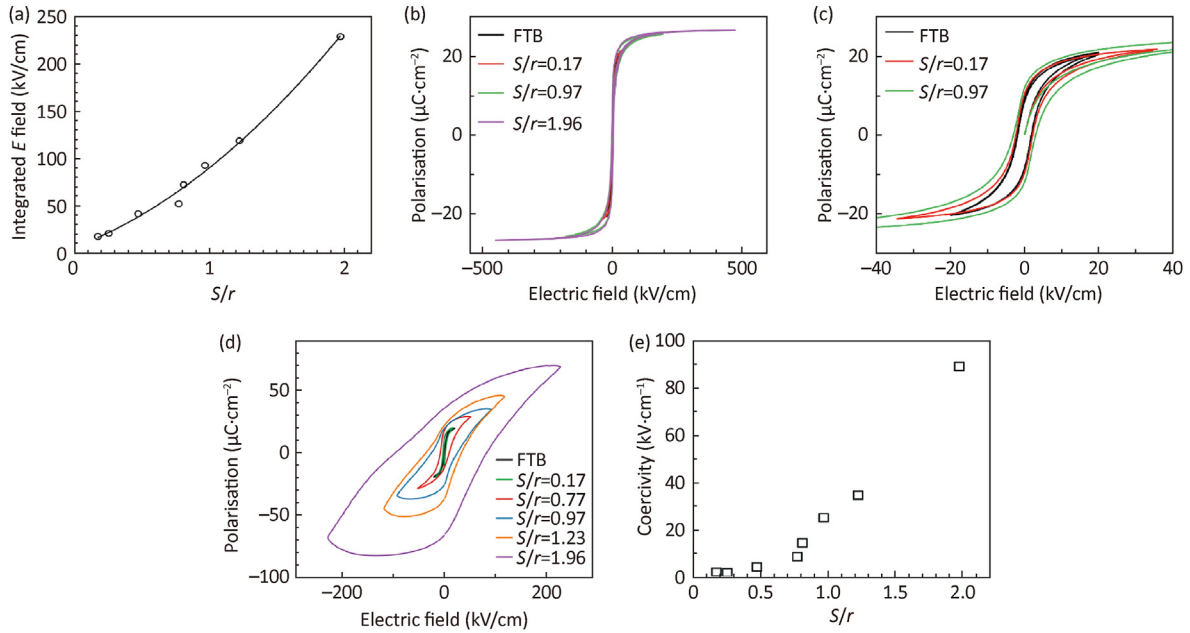 (a)
Integrated E field (kV/cm)
250
200
150
100
50
0
0
1
2
S/r
(b)
Polarisation (μC·cm⁻²)
20
0
−20
−500
0
500
Electric field (kV/cm)
FTB
S/r=0.17
S/r=0.97
S/r=1.96
(c)
Polarisation (μC·cm⁻²)
20
0
−20
−40
−20
0
20
40
Electric field (kV/cm)
FTB
S/r=0.17
S/r=0.97
(d)
Polarisation (μC·cm⁻²)
50
0
−50
−100
−200
0
200
Electric field (kV/cm)
FTB
S/r=0.17
S/r=0.77
S/r=0.97
S/r=1.23
S/r=1.96
(e)
Coercivity (kV·cm⁻¹)
100
80
60
40
20
0
0
0.5
1.0
1.5
2.0
S/r